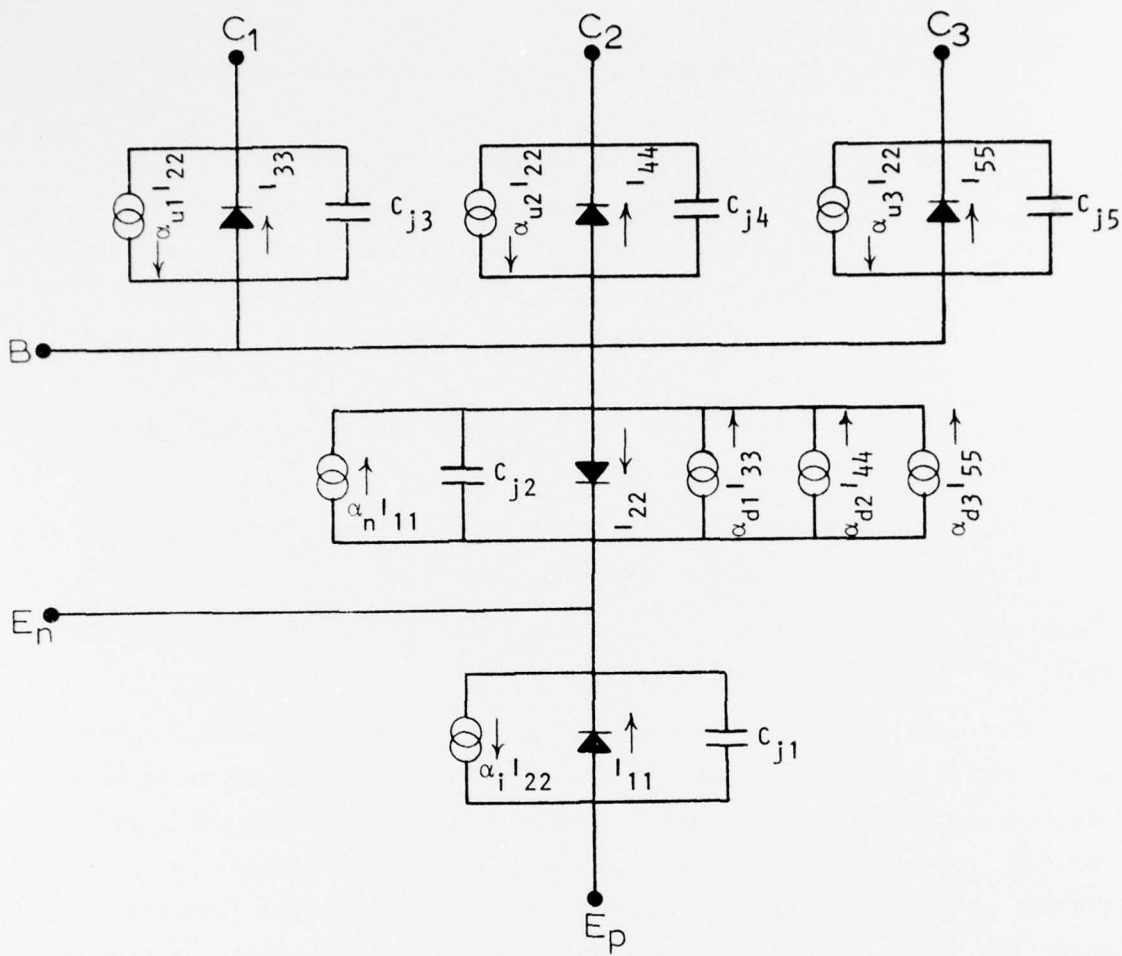 C1 C2 C3
αu1 I22 I33 Cj3 αu2 I22 I44 Cj4 αu3 I22 I55 Cj5
B
αn I11 Cj2 I22 αd1 I33 αd2 I44 αd3 I55
En
αi I22 I11 Cj1
Ep